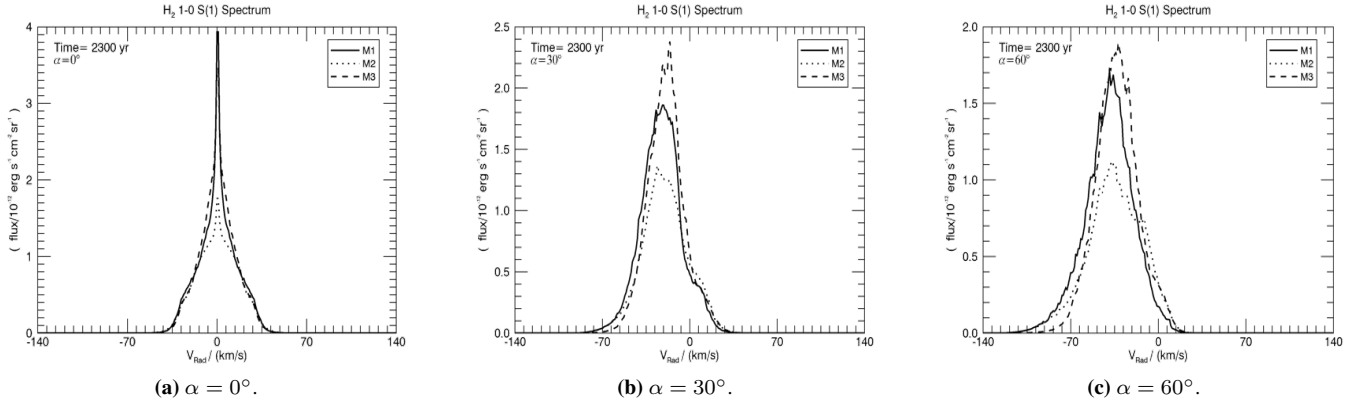 H₂ 1-0 S(1) Spectrum
Time= 2300 yr
α=0°
M1
M2
M3
( flux/10⁻¹² erg s⁻¹ cm⁻² sr⁻¹ )
4
3
2
1
0
-140 -70 0 70 140
V_Rad / (km/s)
(a) α = 0°.
H₂ 1-0 S(1) Spectrum
Time= 2300 yr
α=30°
M1
M2
M3
( flux/10⁻¹² erg s⁻¹ cm⁻² sr⁻¹ )
2.5
2.0
1.5
1.0
0.5
0.0
-140 -70 0 70 140
V_Rad / (km/s)
(b) α = 30°.
H₂ 1-0 S(1) Spectrum
Time= 2300 yr
α=60°
M1
M2
M3
( flux/10⁻¹² erg s⁻¹ cm⁻² sr⁻¹ )
2.0
1.5
1.0
0.5
0.0
-140 -70 0 70 140
V_Rad / (km/s)
(c) α = 60°.